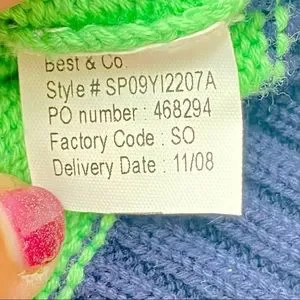 Best & Co.
Style # SP09YI2207A
PO number : 468294
Factory Code : SO
Delivery Date : 11/08